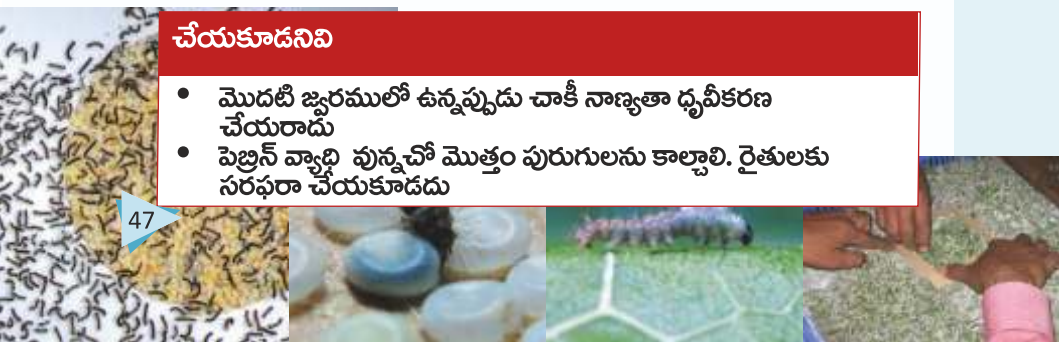 చేయకూడనివి
• మొదటి జ్వరములో ఉన్నప్పుడు చాకీ నాణ్యతా ధృవీకరణ
చేయరాదు
• పెబ్రిన్ వ్యాధి వున్నచో మొత్తం పురుగులను కాల్చాలి. రైతులకు
సరఫరా చేయకూడదు
47